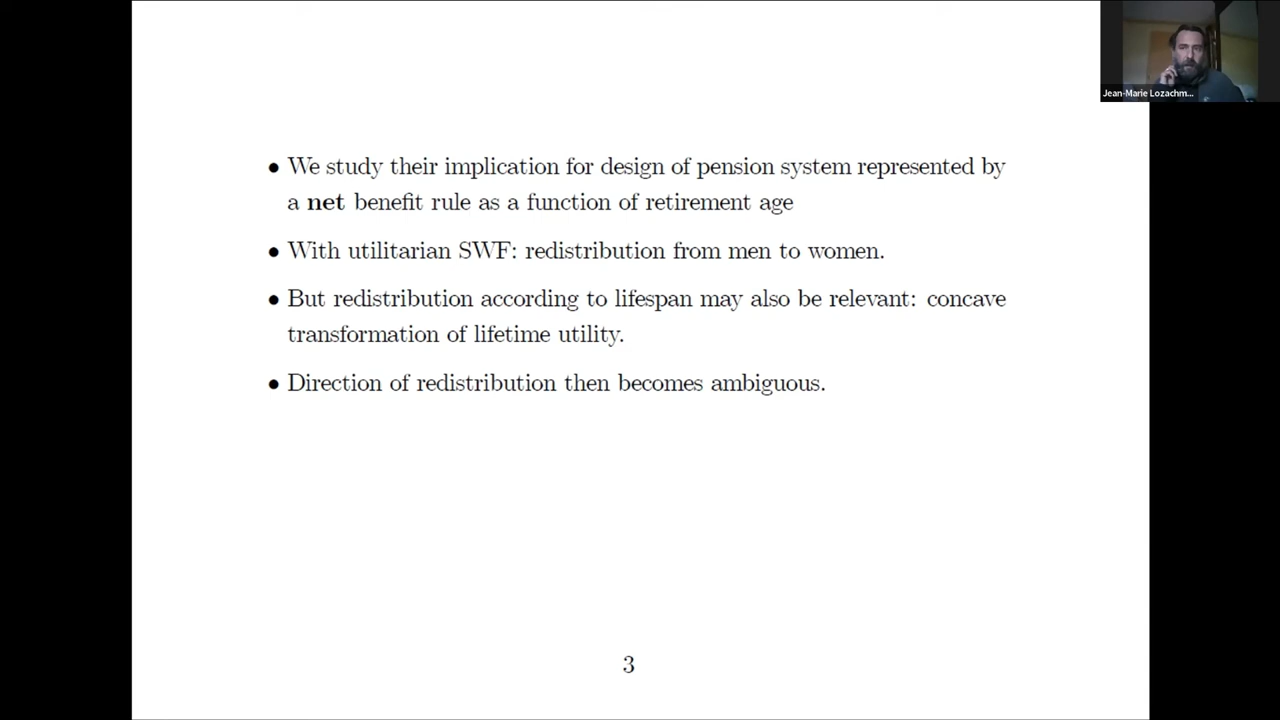 Jean-Marie Lozachm...
• We study their implication for design of pension system represented by
a net benefit rule as a function of retirement age
• With utilitarian SWF: redistribution from men to women.
• But redistribution according to lifespan may also be relevant: concave
transformation of lifetime utility.
• Direction of redistribution then becomes ambiguous.
3